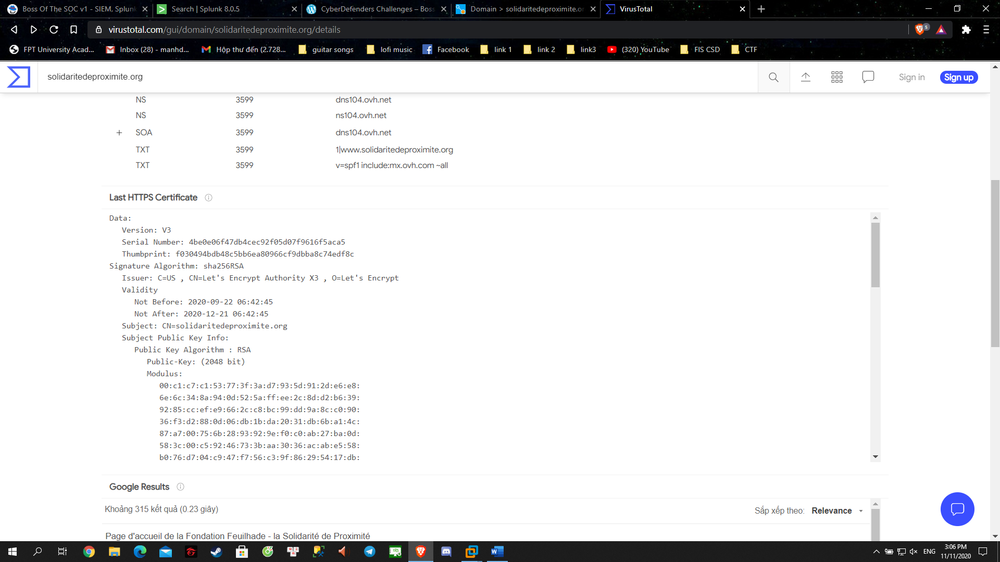 Boss Of The SOC v1 - SIEM, Splunk
Search | Splunk 8.0.5
CyberDefenders Challenges – Boss
Domain > solidaritedeproximite.or
VirusTotal
virustotal.com/gui/domain/solidaritedeproximite.org/details
5
FPT University Acad...
Inbox (28) - manhd...
Hộp thư đến (2.728...
guitar songs
lofi music
Facebook
link 1
link 2
link3
(320) YouTube
FIS CSD
CTF
solidaritedeproximite.org
Sign in
Sign up
NS 3599 dns104.ovh.net
NS 3599 ns104.ovh.net
+ SOA 3599 dns104.ovh.net
TXT 3599 1|www.solidaritedeproximite.org
TXT 3599 v=spf1 include:mx.ovh.com ~all
Last HTTPS Certificate
Data:
Version: V3
Serial Number: 4be0e06f47db4cec92f05d07f9616f5aca5
Thumbprint: f030494bdb48c5bb6ea80966cf9dbba8c74edf8c
Signature Algorithm: sha256RSA
Issuer: C=US , CN=Let's Encrypt Authority X3 , O=Let's Encrypt
Validity
Not Before: 2020-09-22 06:42:45
Not After: 2020-12-21 06:42:45
Subject: CN=solidaritedeproximite.org
Subject Public Key Info:
Public Key Algorithm : RSA
Public-Key: (2048 bit)
Modulus:
00:c1:c7:c1:53:77:3f:3a:d7:93:5d:91:2d:e6:e8:
6e:6c:34:8a:94:0d:52:5a:ff:ee:2c:8d:d2:b6:39:
92:85:cc:ef:e9:66:2c:c8:bc:99:dd:9a:8c:c0:90:
36:f3:d2:88:0d:06:db:1b:da:20:31:db:6b:a1:4c:
87:a7:00:75:6b:28:93:92:9e:f0:c0:ab:27:ba:0d:
58:3c:00:c5:92:46:73:3b:aa:30:36:ac:ab:e5:58:
b0:76:d7:04:c9:47:f7:56:c3:9f:86:29:54:17:db:
Google Results
Khoảng 315 kết quả (0.23 giây)
Sắp xếp theo: Relevance
Page d'accueil de la Fondation Feuilhade - la Solidarité de Proximité
ENG
3:06 PM
11/11/2020